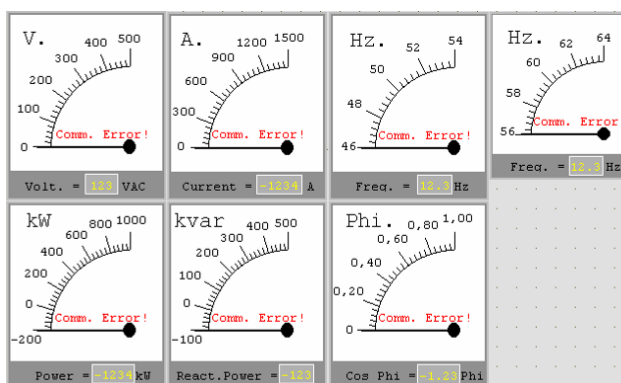 V.
0 100 200 300 400 500
Comm. Error!
Volt. = 123 VAC
A.
0 300 600 900 1200 1500
Comm. Error!
Current = -1234 A
Hz.
46 48 50 52 54
Comm. Error!
Freq. = 12.3 Hz
Hz.
56 58 60 62 64
Comm. Error!
Freq. = 12.3 Hz
kW
-200 0 200 400 600 800 1000
Comm. Error!
Power = -1234 kW
kvar
-100 0 100 200 300 400 500
Comm. Error!
React.Power = -123
Phi.
0 0,20 0,40 0,60 0,80 1,00
Comm. Error!
Cos Phi = -1.23 Phi